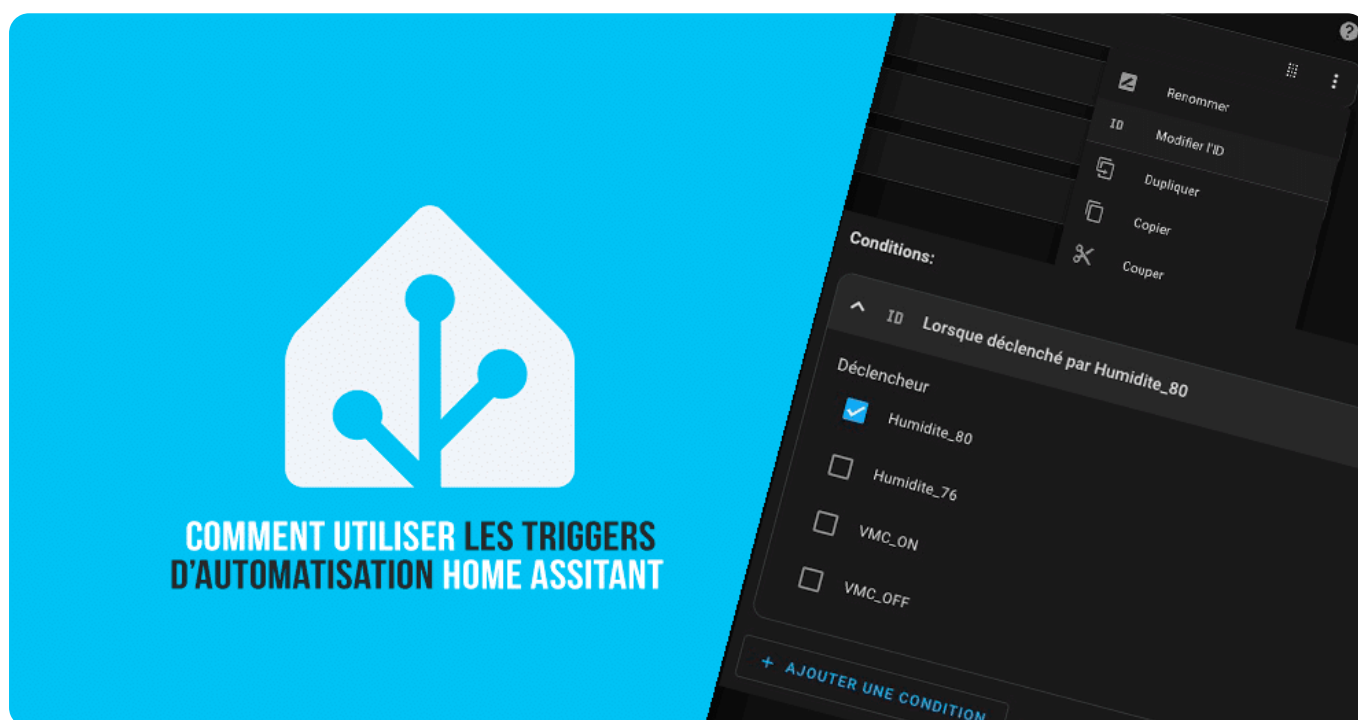 COMMENT UTILISER LES TRIGGERS
D'AUTOMATISATION HOME ASSITANT
Renommer
ID Modifier l'ID
Dupliquer
Copier
Couper
Conditions:
ID Lorsque déclenché par Humidite_80
Déclencheur
Humidite_80
Humidite_76
VMC_ON
VMC_OFF
+ AJOUTER UNE CONDITION